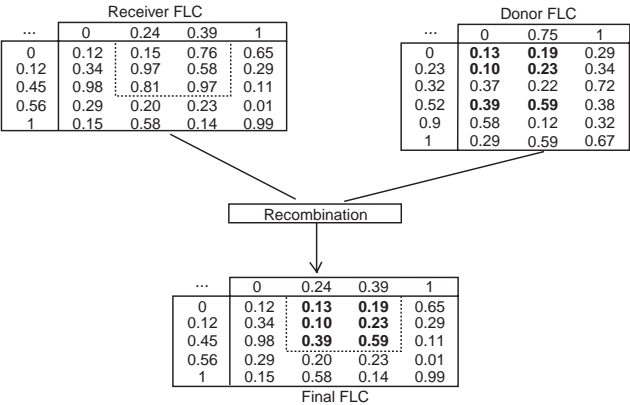 Receiver FLC
... 0 0.24 0.39 1
0 0.12 0.15 0.76 0.65
0.12 0.34 0.97 0.58 0.29
0.45 0.98 0.81 0.97 0.11
0.56 0.29 0.20 0.23 0.01
1 0.15 0.58 0.14 0.99
Donor FLC
... 0 0.75 1
0 0.13 0.19 0.29
0.23 0.10 0.23 0.34
0.32 0.37 0.22 0.72
0.52 0.39 0.59 0.38
0.9 0.58 0.12 0.32
1 0.29 0.59 0.67
Recombination
... 0 0.24 0.39 1
0 0.12 0.13 0.19 0.65
0.12 0.34 0.10 0.23 0.29
0.45 0.98 0.39 0.59 0.11
0.56 0.29 0.20 0.23 0.01
1 0.15 0.58 0.14 0.99
Final FLC